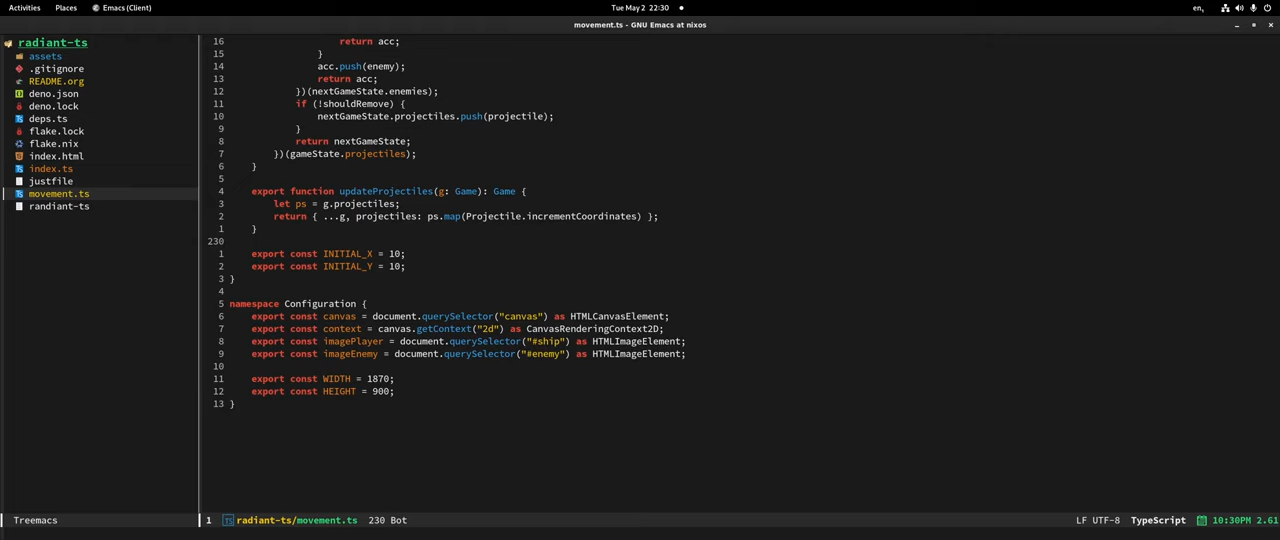 Activities Places Emacs (Client) Tue May 2 22:30 en,
movement.ts - GNU Emacs at nixos
radiant-ts
assets
.gitignore
README.org
deno.json
deno.lock
deps.ts
flake.lock
flake.nix
index.html
index.ts
justfile
movement.ts
randiant-ts
16 return acc;
15 }
14 acc.push(enemy);
13 return acc;
12 })(nextGameState.enemies);
11 if (!shouldRemove) {
10 nextGameState.projectiles.push(projectile);
9 }
8 return nextGameState;
7 })(gameState.projectiles);
6 }
5
4 export function updateProjectiles(g: Game): Game {
3 let ps = g.projectiles;
2 return { ...g, projectiles: ps.map(Projectile.incrementCoordinates) };
1 }
230
1 export const INITIAL_X = 10;
2 export const INITIAL_Y = 10;
3 }
4
5 namespace Configuration {
6 export const canvas = document.querySelector("canvas") as HTMLCanvasElement;
7 export const context = canvas.getContext("2d") as CanvasRenderingContext2D;
8 export const imagePlayer = document.querySelector("#ship") as HTMLImageElement;
9 export const imageEnemy = document.querySelector("#enemy") as HTMLImageElement;
10
11 export const WIDTH = 1870;
12 export const HEIGHT = 900;
13 }
Treemacs
1 TS radiant-ts/movement.ts 230 Bot LF UTF-8 TypeScript 10:30PM 2.61